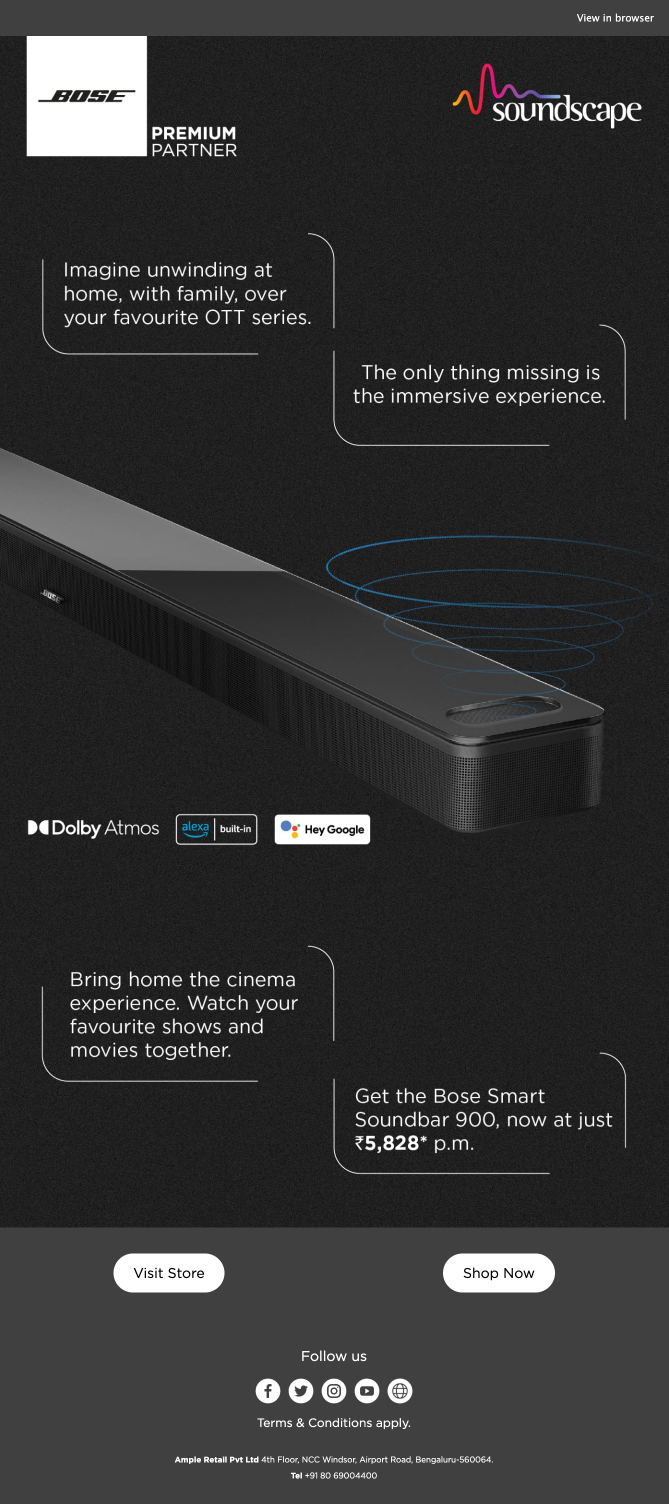 View in browser
BOSE
PREMIUM
PARTNER
soundscape
Imagine unwinding at
home, with family, over
your favourite OTT series.
The only thing missing is
the immersive experience.
BOSE
Dolby Atmos
alexa built-in
Hey Google
Bring home the cinema
experience. Watch your
favourite shows and
movies together.
Get the Bose Smart
Soundbar 900, now at just
₹5,828* p.m.
Visit Store
Shop Now
Follow us
Terms & Conditions apply.
Ample Retail Pvt Ltd 4th Floor, NCC Windsor, Airport Road, Bengaluru-560064.
Tel +91 80 69004400